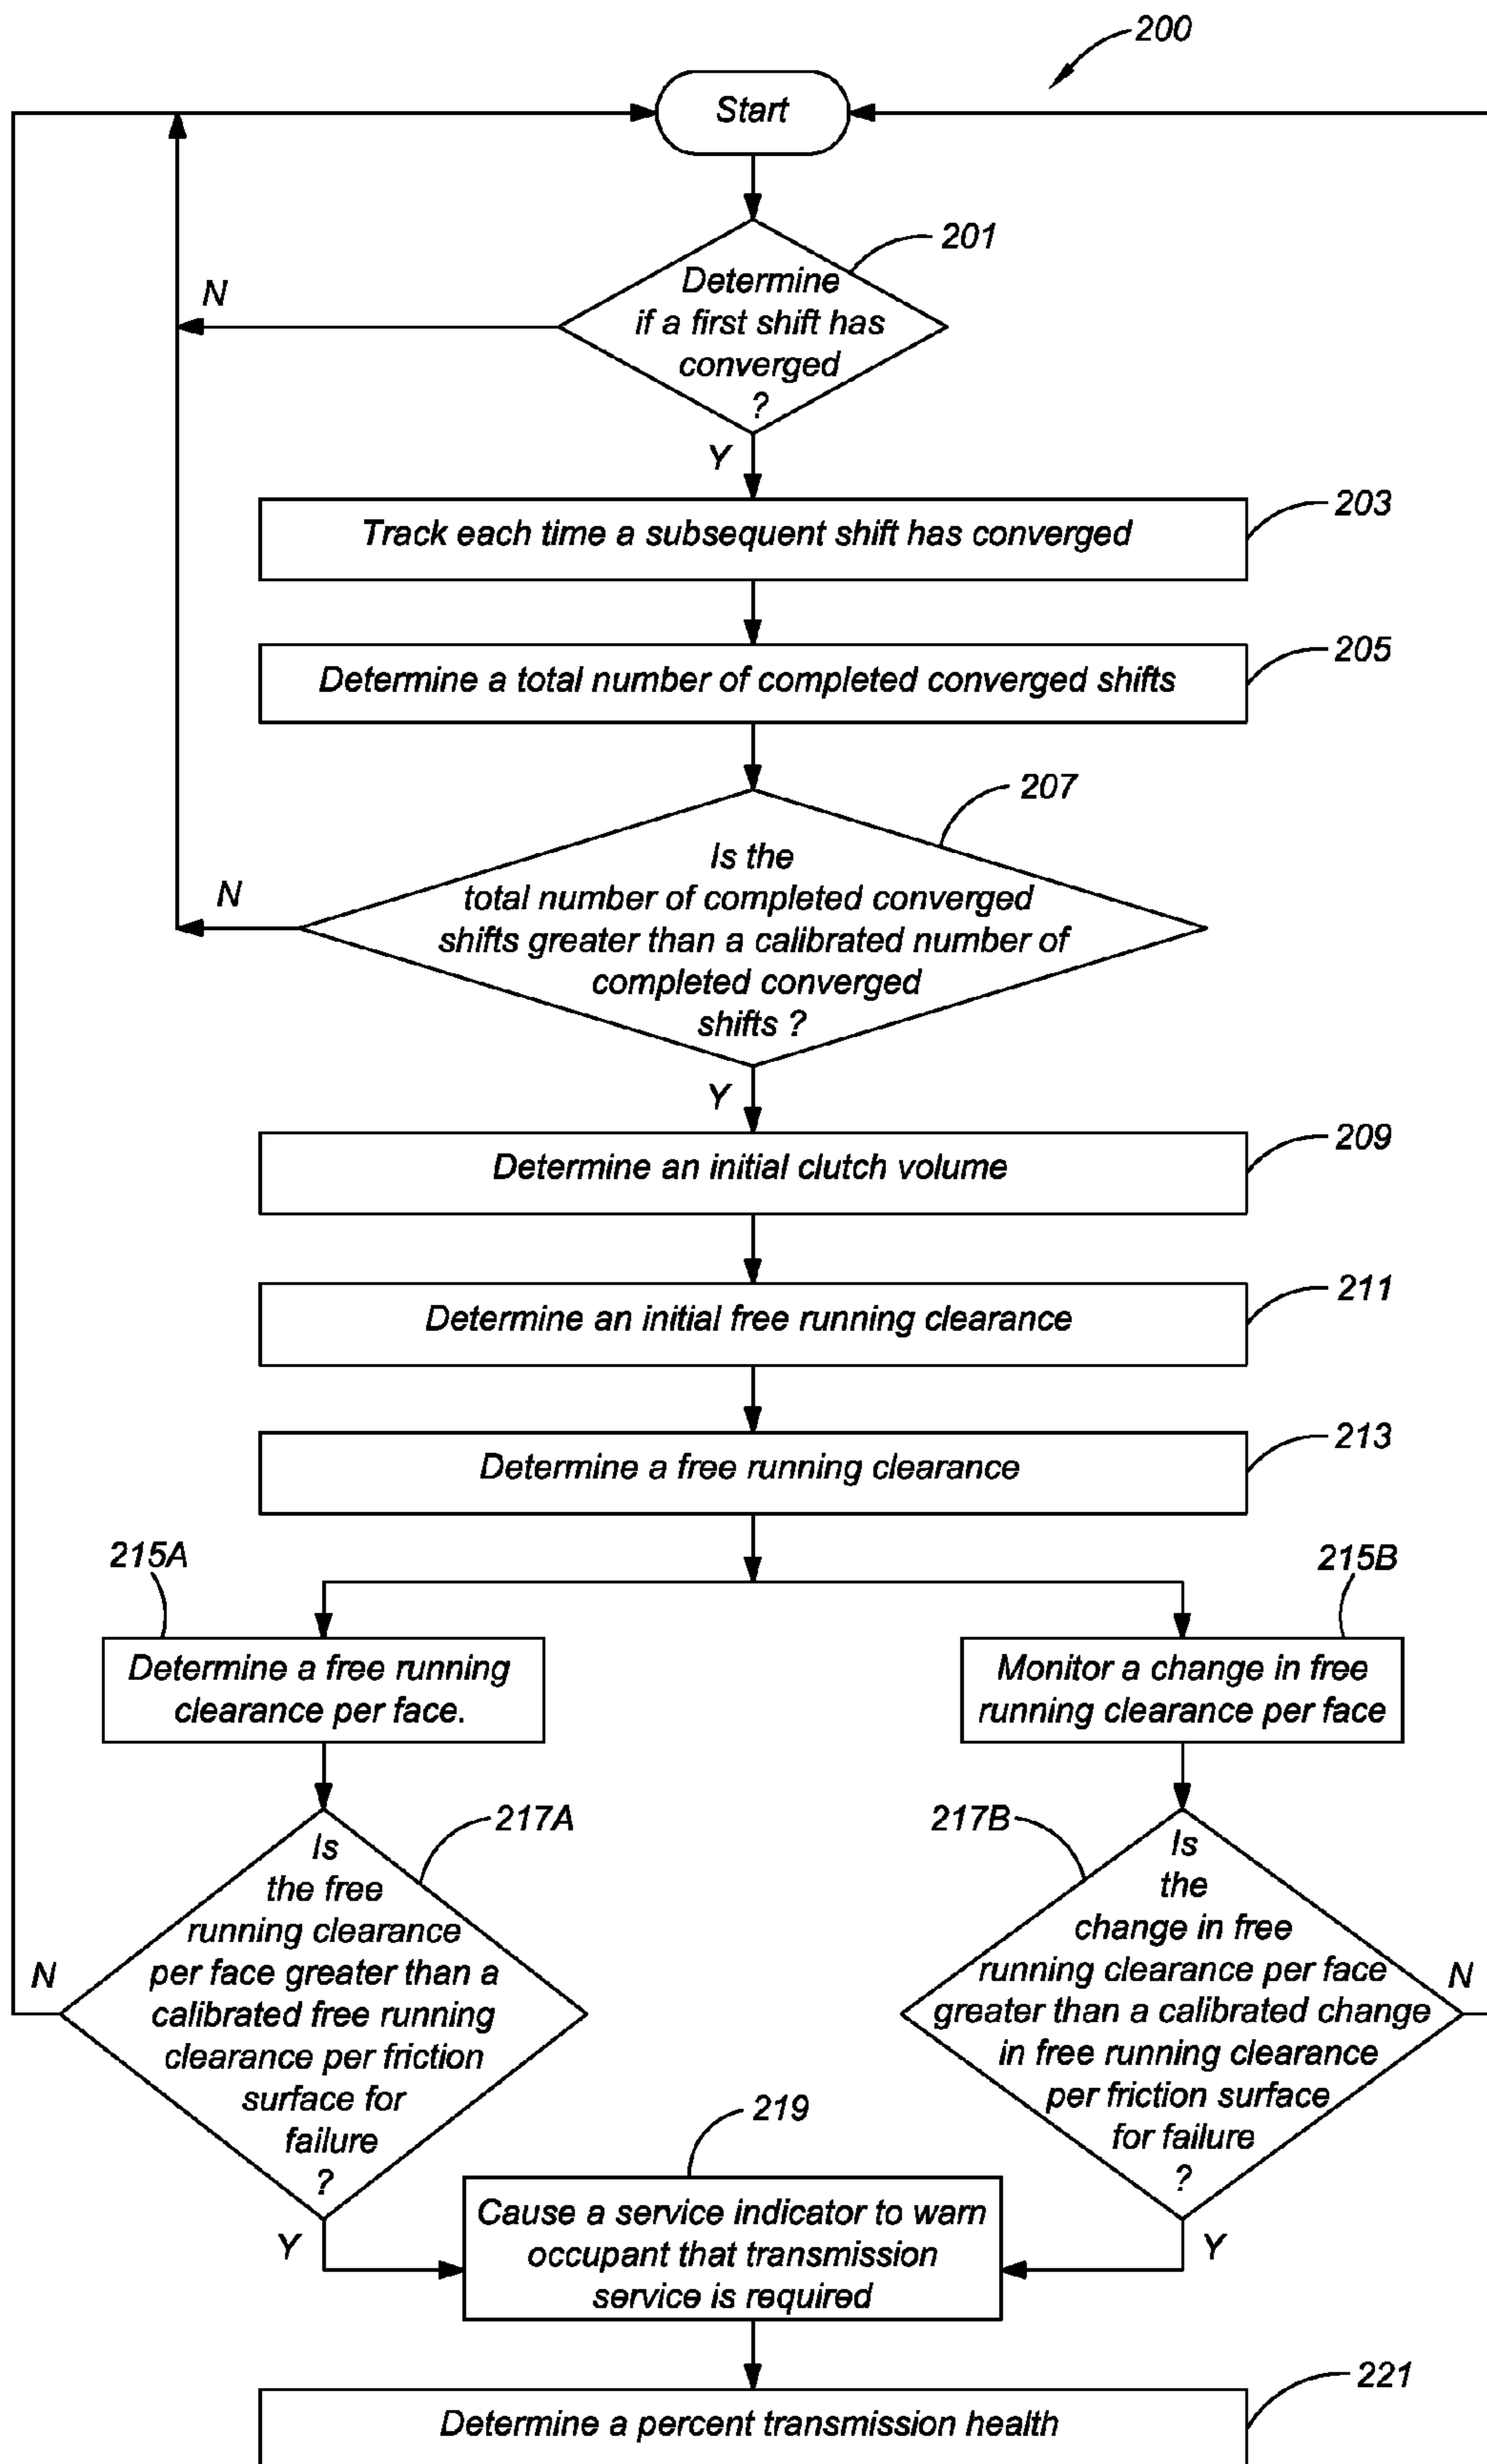 200
Start
201
Determine
if a first shift has
converged
?
N
Y
203
Track each time a subsequent shift has converged
205
Determine a total number of completed converged shifts
207
Is the
total number of completed converged
shifts greater than a calibrated number of
completed converged
shifts ?
N
Y
209
Determine an initial clutch volume
211
Determine an initial free running clearance
213
Determine a free running clearance
215A
Determine a free running
clearance per face.
215B
Monitor a change in free
running clearance per face
217A
Is
the free
running clearance
per face greater than a
calibrated free running
clearance per friction
surface for
failure
?
N
Y
217B
Is
the
change in free
running clearance per face
greater than a calibrated change
in free running clearance
per friction surface
for failure
?
N
Y
219
Cause a service indicator to warn
occupant that transmission
service is required
221
Determine a percent transmission health